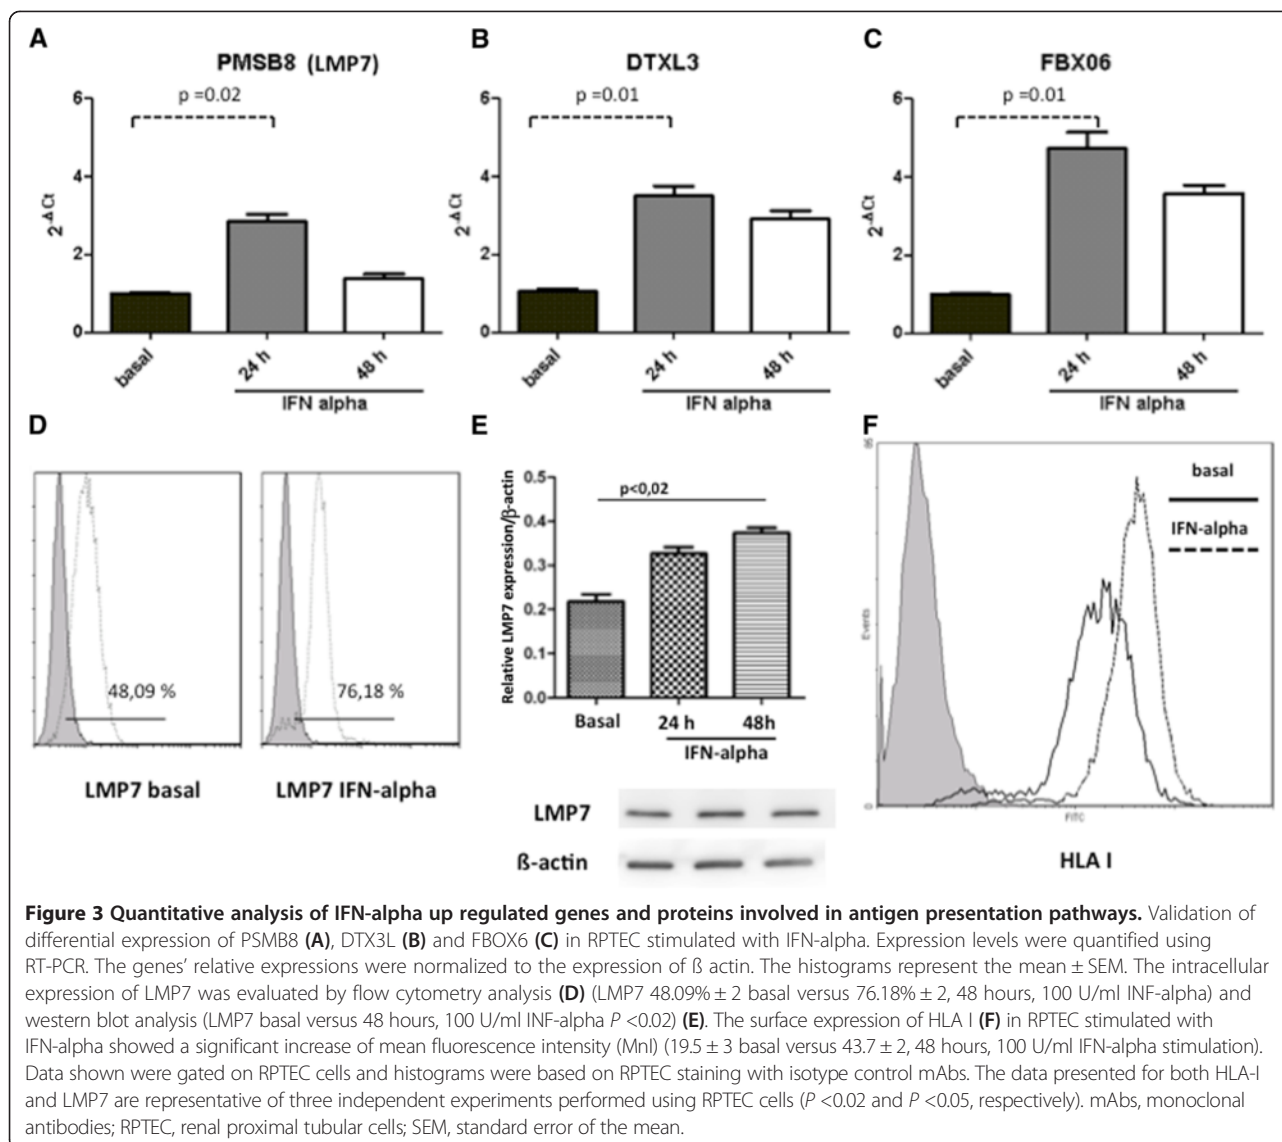 A
PMSB8 (LMP7)
p =0.02
6
4
2
0
2^-ΔCt
basal
24 h
48 h
IFN alpha
B
DTXL3
p =0.01
6
4
2
0
2^-ΔCt
basal
24 h
48 h
IFN alpha
C
FBX06
p =0.01
6
4
2
0
2^-ΔCt
basal
24 h
48 h
IFN alpha
D
48,09 %
LMP7 basal
76,18 %
LMP7 IFN-alpha
E
Relative LMP7 expression/β-actin
0.5
0.4
0.3
0.2
0.1
0.0
p<0,02
Basal
24 h
48h
IFN-alpha
LMP7
ß-actin
F
Events
basal
IFN-alpha
FITC
HLA I
Figure 3 Quantitative analysis of IFN-alpha up regulated genes and proteins involved in antigen presentation pathways. Validation of
differential expression of PSMB8 (A), DTX3L (B) and FBOX6 (C) in RPTEC stimulated with IFN-alpha. Expression levels were quantified using
RT-PCR. The genes' relative expressions were normalized to the expression of ß actin. The histograms represent the mean ± SEM. The intracellular
expression of LMP7 was evaluated by flow cytometry analysis (D) (LMP7 48.09% ± 2 basal versus 76.18% ± 2, 48 hours, 100 U/ml INF-alpha) and
western blot analysis (LMP7 basal versus 48 hours, 100 U/ml INF-alpha P <0.02) (E). The surface expression of HLA I (F) in RPTEC stimulated with
IFN-alpha showed a significant increase of mean fluorescence intensity (MnI) (19.5 ± 3 basal versus 43.7 ± 2, 48 hours, 100 U/ml IFN-alpha stimulation).
Data shown were gated on RPTEC cells and histograms were based on RPTEC staining with isotype control mAbs. The data presented for both HLA-I
and LMP7 are representative of three independent experiments performed using RPTEC cells (P <0.02 and P <0.05, respectively). mAbs, monoclonal
antibodies; RPTEC, renal proximal tubular cells; SEM, standard error of the mean.